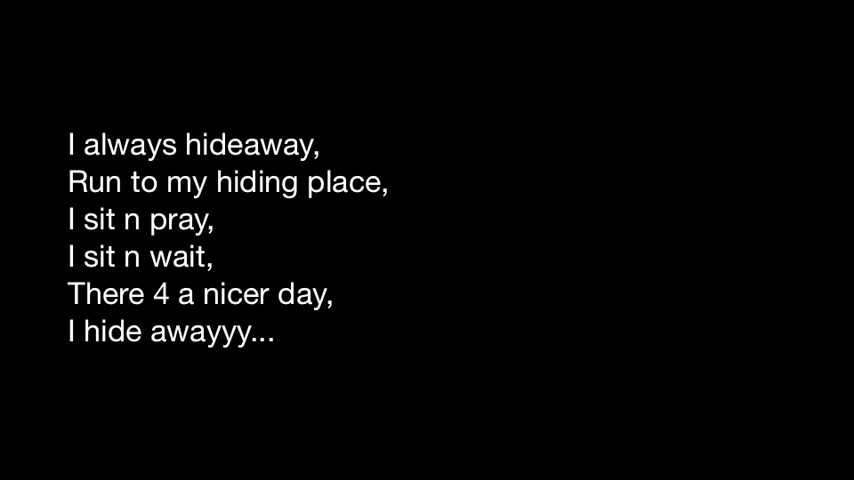 I always hideaway,
Run to my hiding place,
I sit n pray,
I sit n wait,
There 4 a nicer day,
I hide awayyy...